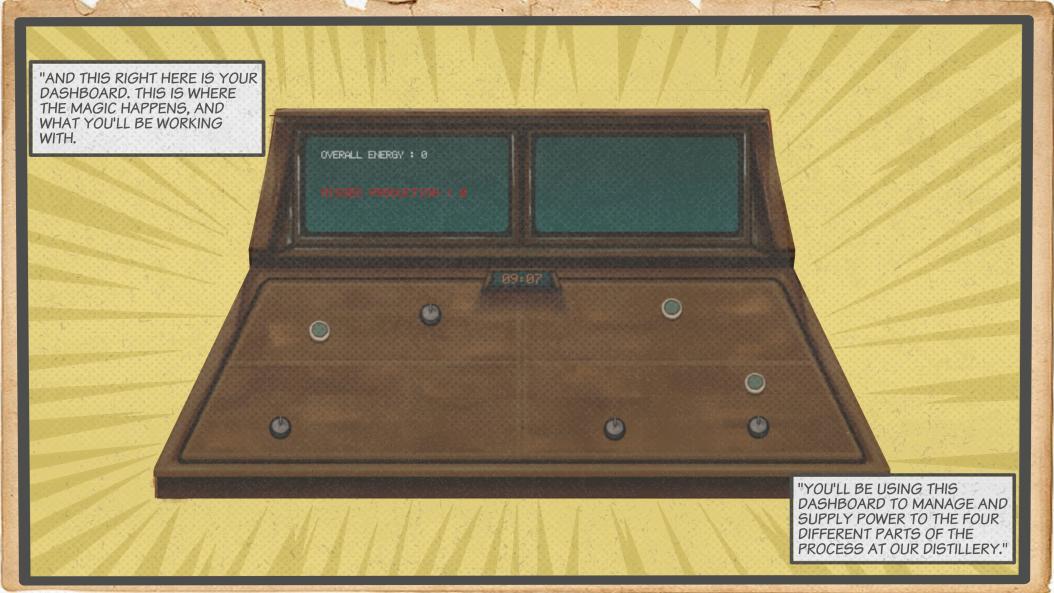 "AND THIS RIGHT HERE IS YOUR
DASHBOARD. THIS IS WHERE
THE MAGIC HAPPENS, AND
WHAT YOU'LL BE WORKING
WITH.
OVERALL ENERGY : 0
PRODUCTION : 0
09:07
"YOU'LL BE USING THIS
DASHBOARD TO MANAGE AND
SUPPLY POWER TO THE FOUR
DIFFERENT PARTS OF THE
PROCESS AT OUR DISTILLERY."